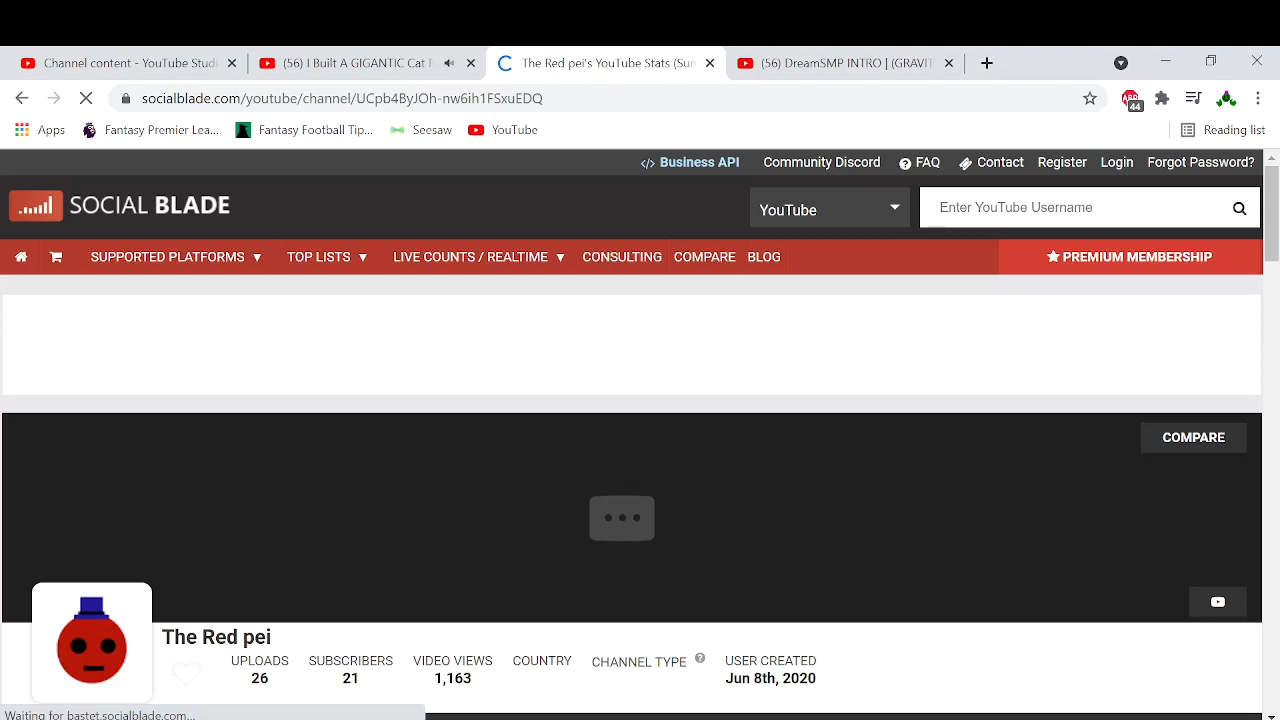 Channel content - YouTube Studi
(56) I Built A GIGANTIC Cat F
The Red pei's YouTube Stats (Sum
(56) DreamSMP INTRO | (GRAVIT
socialblade.com/youtube/channel/UCpb4ByJOh-nw6ih1FSxuEDQ
ABP
44
Apps
Fantasy Premier Lea...
Fantasy Football Tip...
Seesaw
YouTube
Reading list
</> Business API
Community Discord
FAQ
Contact
Register
Login
Forgot Password?
SOCIAL BLADE
YouTube
Enter YouTube Username
SUPPORTED PLATFORMS
TOP LISTS
LIVE COUNTS / REALTIME
CONSULTING
COMPARE
BLOG
PREMIUM MEMBERSHIP
COMPARE
The Red pei
UPLOADS
26
SUBSCRIBERS
21
VIDEO VIEWS
1,163
COUNTRY
CHANNEL TYPE
USER CREATED
Jun 8th, 2020
Waiting for bastet.socialblade.com...